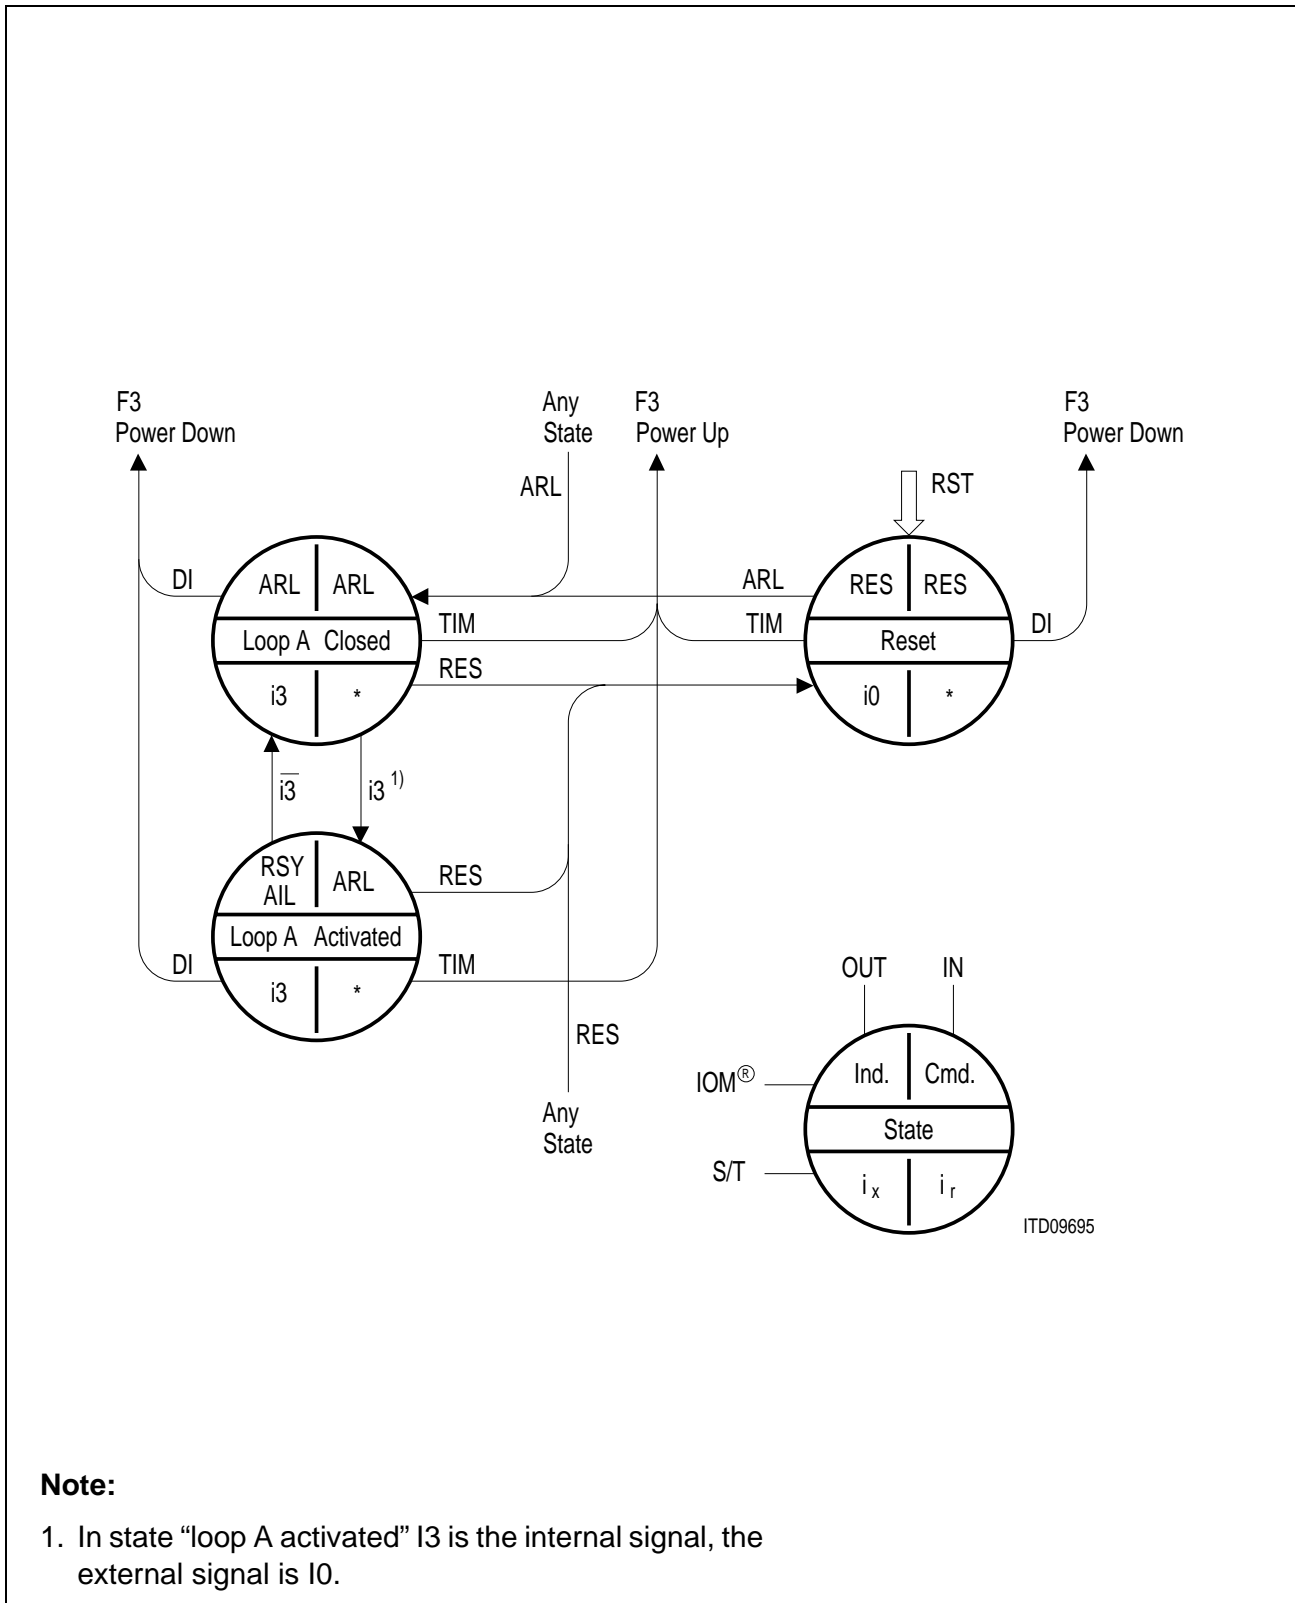 F3
Power Down
Any
State
F3
Power Up
F3
Power Down
ARL
RST
DI
ARL
ARL
ARL
RES
RES
Loop A Closed
TIM
TIM
Reset
DI
RES
i3
*
i0
*
i3̅
i3 1)
RSY
AIL
ARL
RES
Loop A Activated
DI
TIM
i3
*
RES
Any
State
OUT
IN
IOM®
Ind.
Cmd.
State
S/T
i x
i r
ITD09695
Note:
1. In state “loop A activated” I3 is the internal signal, the
external signal is I0.